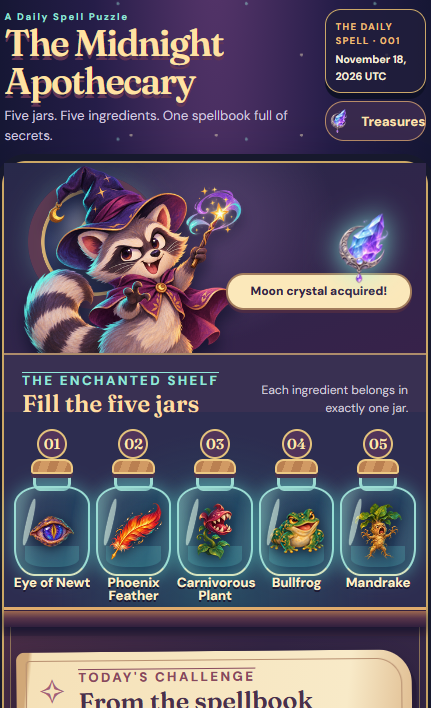 A Daily Spell Puzzle
The Midnight
Apothecary
Five jars. Five ingredients. One spellbook full of
secrets.
THE DAILY
SPELL · 001
November 18,
2026 UTC
Treasures
Moon crystal acquired!
THE ENCHANTED SHELF
Fill the five jars
Each ingredient belongs in
exactly one jar.
01 02 03 04 05
Eye of Newt
Phoenix
Feather
Carnivorous
Plant
Bullfrog
Mandrake
TODAY'S CHALLENGE
From the spellbook